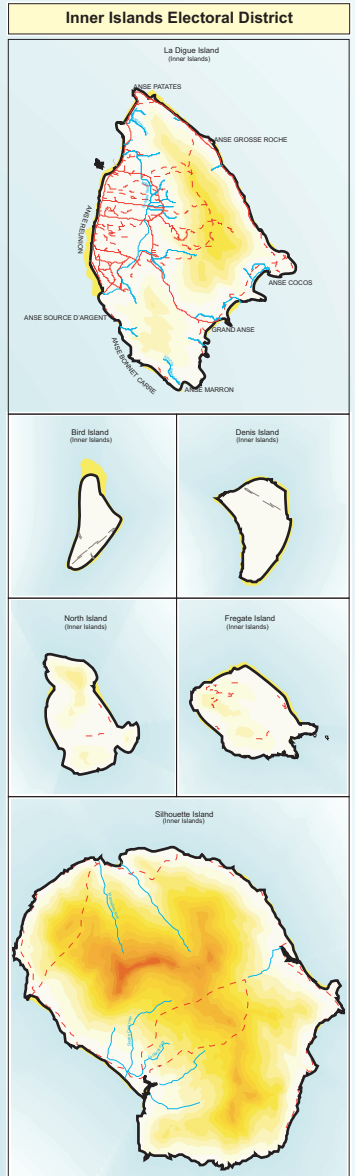 Inner Islands Electoral District
La Digue Island
(Inner Islands)
ANSE PATATES
ANSE GROSSE ROCHE
ANSE REUNION
ANSE COCOS
ANSE SOURCE D'ARGENT
GRAND ANSE
ANSE BONNET CARRE
ANSE MARRON
Bird Island
(Inner Islands)
Denis Island
(Inner Islands)
North Island
(Inner Islands)
Fregate Island
(Inner Islands)
Silhouette Island
(Inner Islands)